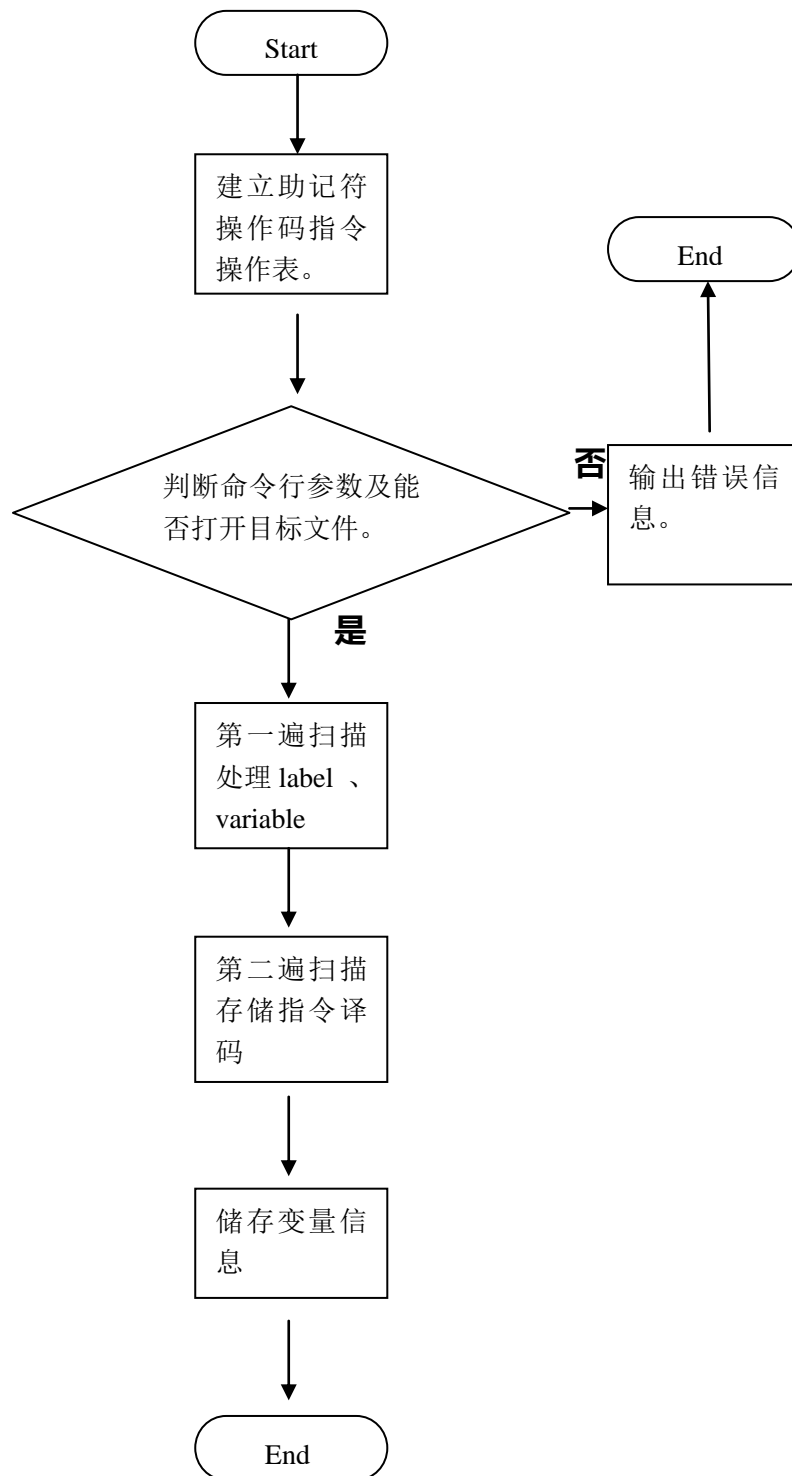 Start
建立助记符
操作码指令
操作表。
End
判断命令行参数及能
否打开目标文件。
否
输出错误信
息。
是
第一遍扫描
处理 label 、
variable
第二遍扫描
存储指令译
码
储存变量信
息
End